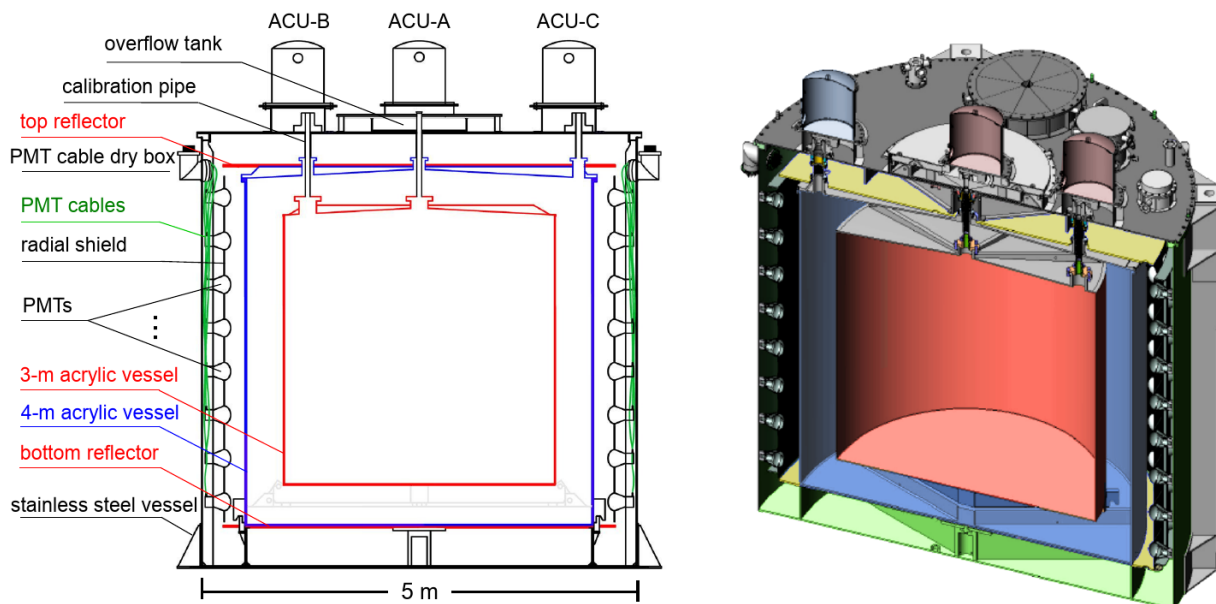 ACU-B
ACU-A
ACU-C
overflow tank
calibration pipe
top reflector
PMT cable dry box
PMT cables
radial shield
PMTs
3-m acrylic vessel
4-m acrylic vessel
bottom reflector
stainless steel vessel
5 m